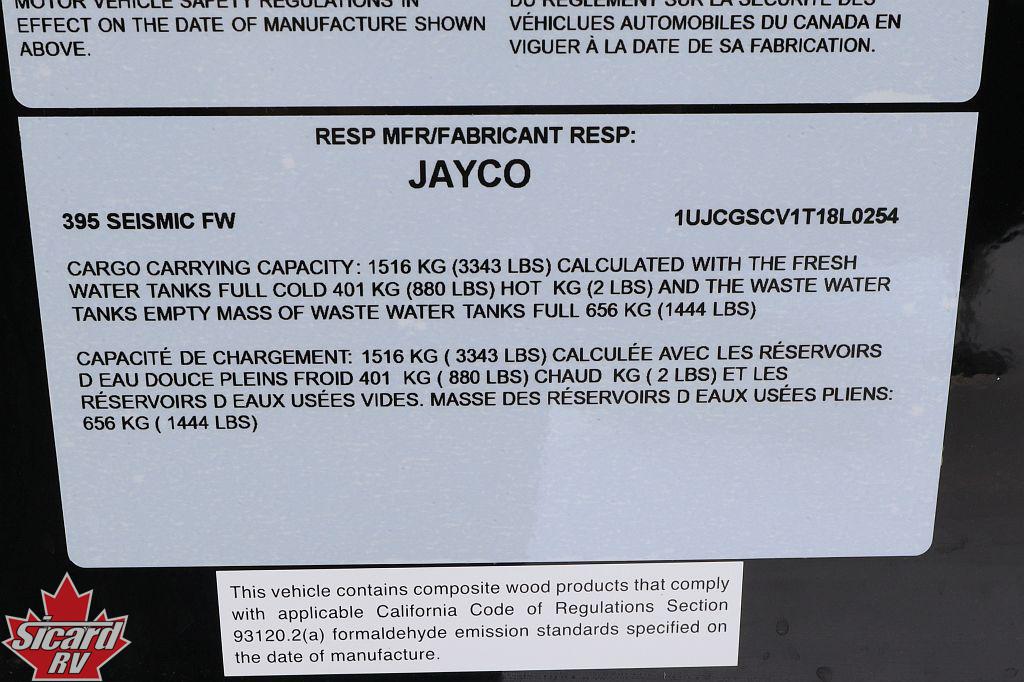 MOTOR VEHICLE SAFETY REGULATIONS IN
EFFECT ON THE DATE OF MANUFACTURE SHOWN
ABOVE.
DU RÈGLEMENT SUR LA SÉCURITÉ DES
VÉHICLUES AUTOMOBILES DU CANADA EN
VIGUER À LA DATE DE SA FABRICATION.
RESP MFR/FABRICANT RESP:
JAYCO
395 SEISMIC FW
1UJCGSCV1T18L0254
CARGO CARRYING CAPACITY: 1516 KG (3343 LBS) CALCULATED WITH THE FRESH
WATER TANKS FULL COLD 401 KG (880 LBS) HOT KG (2 LBS) AND THE WASTE WATER
TANKS EMPTY MASS OF WASTE WATER TANKS FULL 656 KG (1444 LBS)
CAPACITÉ DE CHARGEMENT: 1516 KG ( 3343 LBS) CALCULÉE AVEC LES RÉSERVOIRS
D EAU DOUCE PLEINS FROID 401 KG ( 880 LBS) CHAUD KG ( 2 LBS) ET LES
RÉSERVOIRS D EAUX USÉES VIDES. MASSE DES RÉSERVOIRS D EAUX USÉES PLIENS:
656 KG ( 1444 LBS)
This vehicle contains composite wood products that comply
with applicable California Code of Regulations Section
93120.2(a) formaldehyde emission standards specified on
the date of manufacture.
Sicard
RV